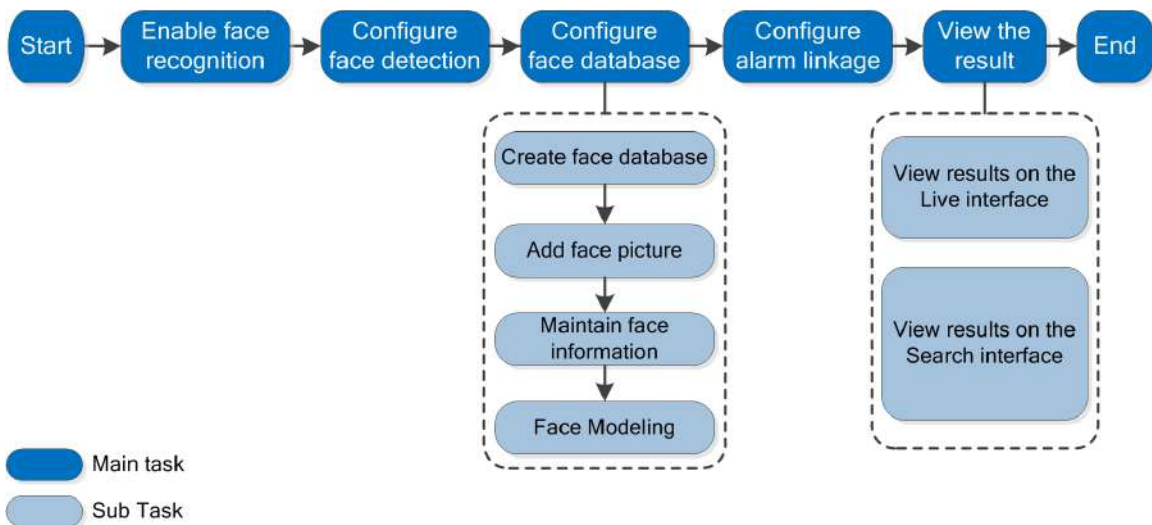 Start
Enable face
recognition
Configure
face detection
Configure
face database
Configure
alarm linkage
View the
result
End
Create face database
Add face picture
Maintain face
information
Face Modeling
View results on the
Live interface
View results on the
Search interface
Main task
Sub Task